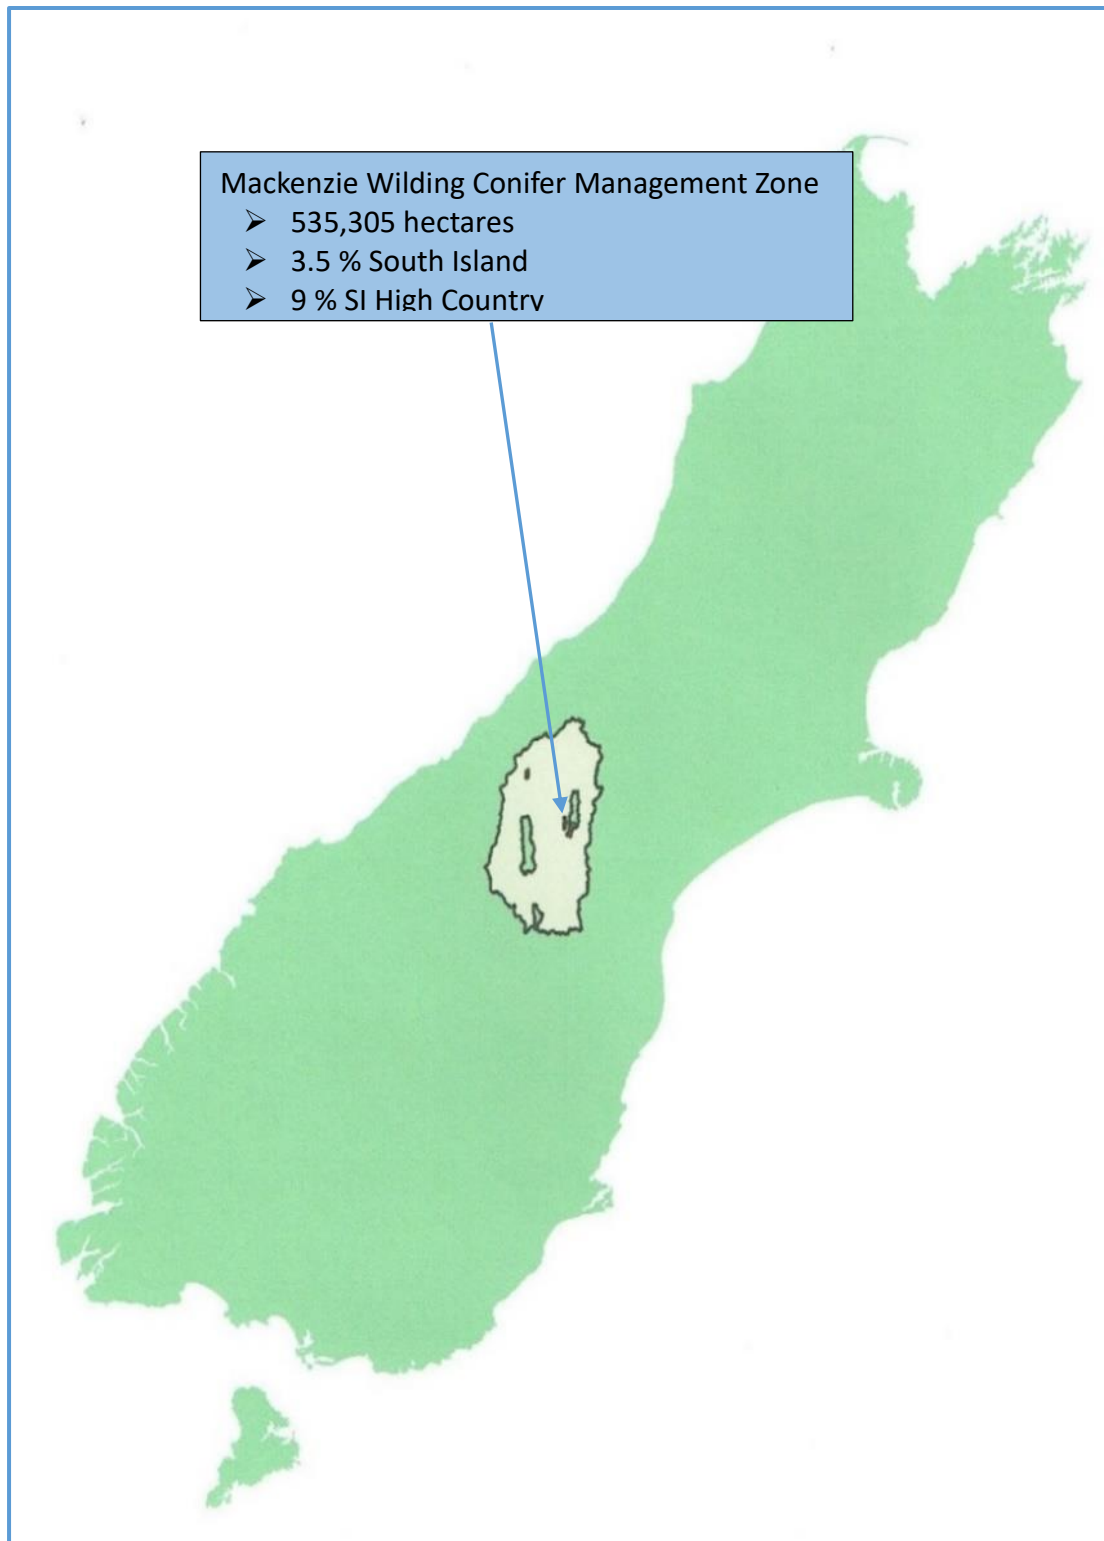 Mackenzie Wilding Conifer Management Zone
➢ 535,305 hectares
➢ 3.5 % South Island
➢ 9 % SI High Country